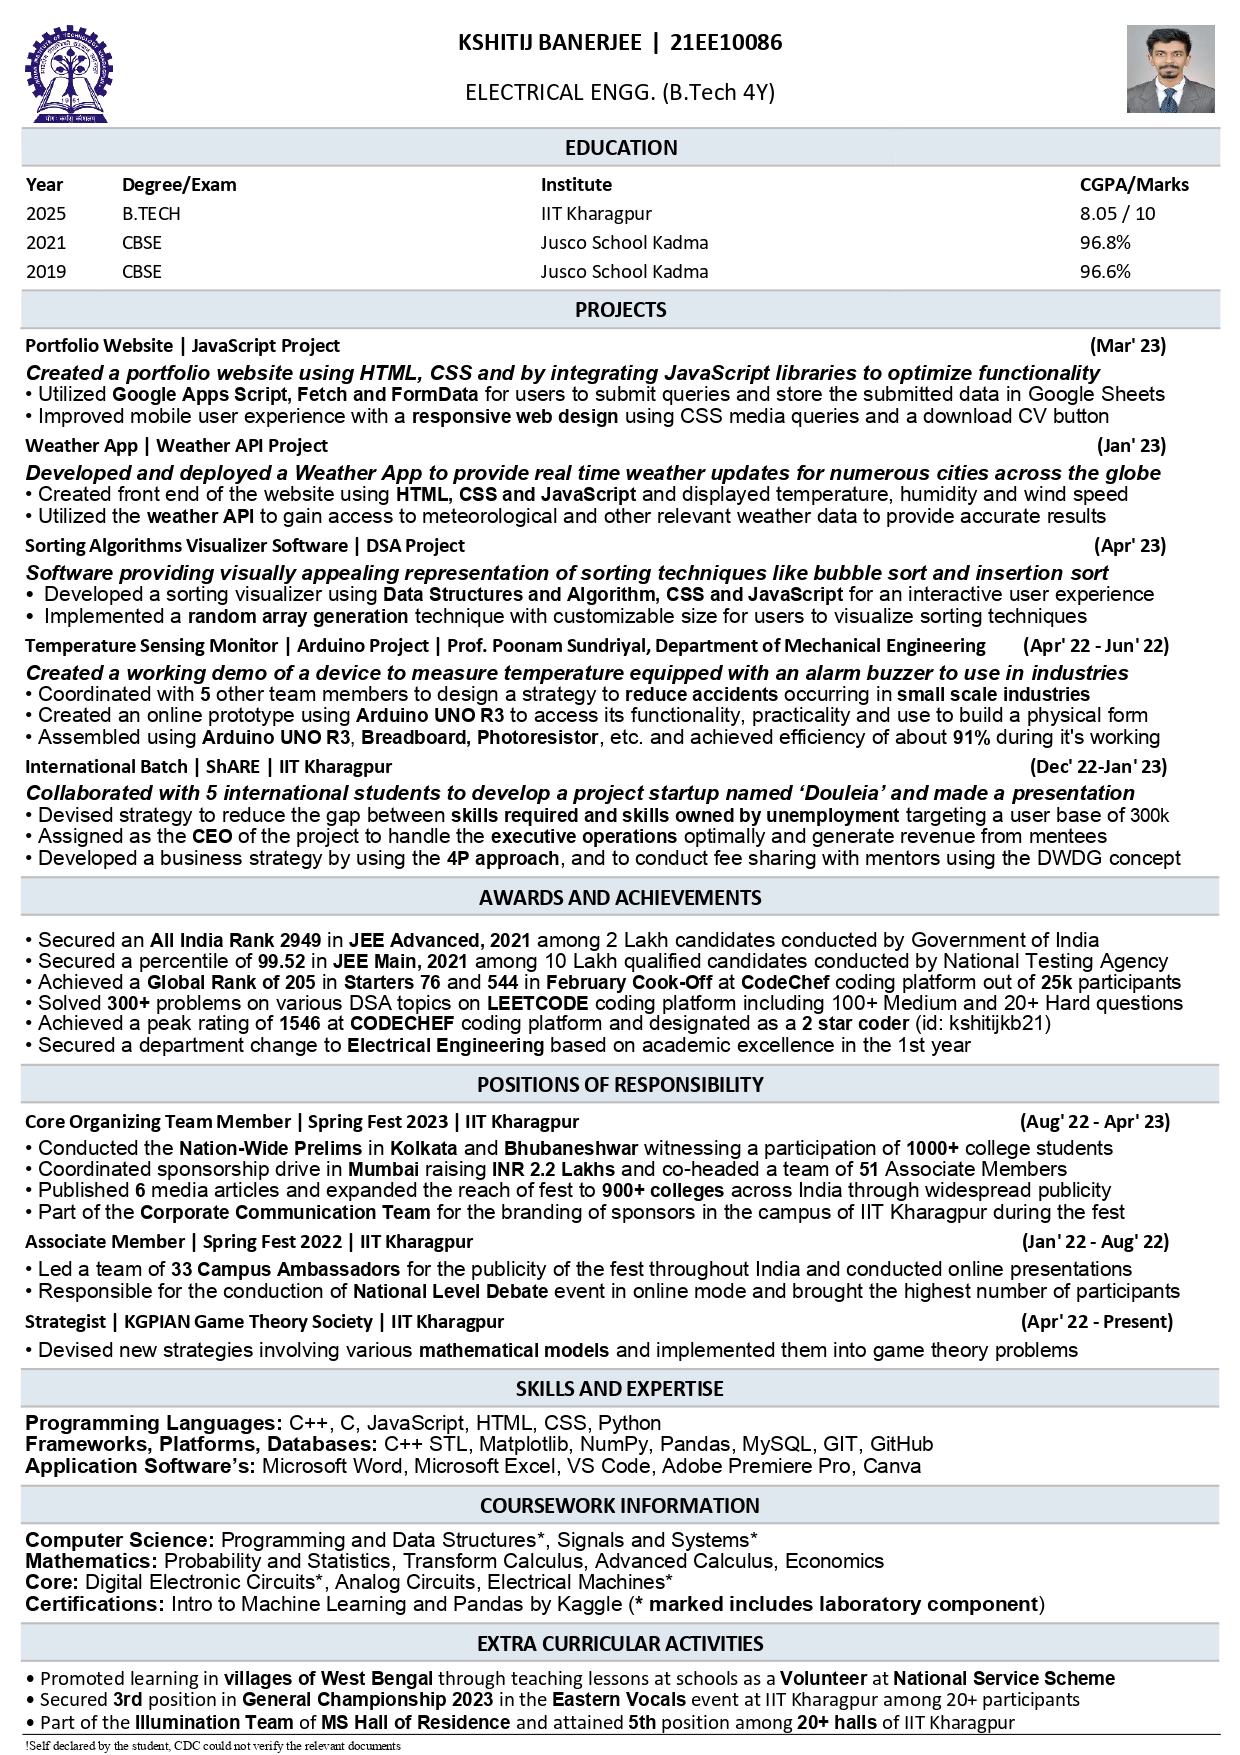 KSHITIJ BANERJEE | 21EE10086
ELECTRICAL ENGG. (B.Tech 4Y)
EDUCATION
Year Degree/Exam Institute CGPA/Marks
2025 B.TECH IIT Kharagpur 8.05 / 10
2021 CBSE Jusco School Kadma 96.8%
2019 CBSE Jusco School Kadma 96.6%
PROJECTS
Portfolio Website | JavaScript Project (Mar' 23)
Created a portfolio website using HTML, CSS and by integrating JavaScript libraries to optimize functionality
• Utilized Google Apps Script, Fetch and FormData for users to submit queries and store the submitted data in Google Sheets
• Improved mobile user experience with a responsive web design using CSS media queries and a download CV button
Weather App | Weather API Project (Jan' 23)
Developed and deployed a Weather App to provide real time weather updates for numerous cities across the globe
• Created front end of the website using HTML, CSS and JavaScript and displayed temperature, humidity and wind speed
• Utilized the weather API to gain access to meteorological and other relevant weather data to provide accurate results
Sorting Algorithms Visualizer Software | DSA Project (Apr' 23)
Software providing visually appealing representation of sorting techniques like bubble sort and insertion sort
• Developed a sorting visualizer using Data Structures and Algorithm, CSS and JavaScript for an interactive user experience
• Implemented a random array generation technique with customizable size for users to visualize sorting techniques
Temperature Sensing Monitor | Arduino Project | Prof. Poonam Sundriyal, Department of Mechanical Engineering (Apr' 22 - Jun' 22)
Created a working demo of a device to measure temperature equipped with an alarm buzzer to use in industries
• Coordinated with 5 other team members to design a strategy to reduce accidents occurring in small scale industries
• Created an online prototype using Arduino UNO R3 to access its functionality, practicality and use to build a physical form
• Assembled using Arduino UNO R3, Breadboard, Photoresistor, etc. and achieved efficiency of about 91% during it's working
International Batch | ShARE | IIT Kharagpur (Dec' 22-Jan' 23)
Collaborated with 5 international students to develop a project startup named ‘Douleia’ and made a presentation
• Devised strategy to reduce the gap between skills required and skills owned by unemployment targeting a user base of 300k
• Assigned as the CEO of the project to handle the executive operations optimally and generate revenue from mentees
• Developed a business strategy by using the 4P approach, and to conduct fee sharing with mentors using the DWDG concept
AWARDS AND ACHIEVEMENTS
• Secured an All India Rank 2949 in JEE Advanced, 2021 among 2 Lakh candidates conducted by Government of India
• Secured a percentile of 99.52 in JEE Main, 2021 among 10 Lakh qualified candidates conducted by National Testing Agency
• Achieved a Global Rank of 205 in Starters 76 and 544 in February Cook-Off at CodeChef coding platform out of 25k participants
• Solved 300+ problems on various DSA topics on LEETCODE coding platform including 100+ Medium and 20+ Hard questions
• Achieved a peak rating of 1546 at CODECHEF coding platform and designated as a 2 star coder (id: kshitijkb21)
• Secured a department change to Electrical Engineering based on academic excellence in the 1st year
POSITIONS OF RESPONSIBILITY
Core Organizing Team Member | Spring Fest 2023 | IIT Kharagpur (Aug' 22 - Apr' 23)
• Conducted the Nation-Wide Prelims in Kolkata and Bhubaneshwar witnessing a participation of 1000+ college students
• Coordinated sponsorship drive in Mumbai raising INR 2.2 Lakhs and co-headed a team of 51 Associate Members
• Published 6 media articles and expanded the reach of fest to 900+ colleges across India through widespread publicity
• Part of the Corporate Communication Team for the branding of sponsors in the campus of IIT Kharagpur during the fest
Associate Member | Spring Fest 2022 | IIT Kharagpur (Jan' 22 - Aug' 22)
• Led a team of 33 Campus Ambassadors for the publicity of the fest throughout India and conducted online presentations
• Responsible for the conduction of National Level Debate event in online mode and brought the highest number of participants
Strategist | KGPIAN Game Theory Society | IIT Kharagpur (Apr' 22 - Present)
• Devised new strategies involving various mathematical models and implemented them into game theory problems
SKILLS AND EXPERTISE
Programming Languages: C++, C, JavaScript, HTML, CSS, Python
Frameworks, Platforms, Databases: C++ STL, Matplotlib, NumPy, Pandas, MySQL, GIT, GitHub
Application Software’s: Microsoft Word, Microsoft Excel, VS Code, Adobe Premiere Pro, Canva
COURSEWORK INFORMATION
Computer Science: Programming and Data Structures*, Signals and Systems*
Mathematics: Probability and Statistics, Transform Calculus, Advanced Calculus, Economics
Core: Digital Electronic Circuits*, Analog Circuits, Electrical Machines*
Certifications: Intro to Machine Learning and Pandas by Kaggle (* marked includes laboratory component)
EXTRA CURRICULAR ACTIVITIES
• Promoted learning in villages of West Bengal through teaching lessons at schools as a Volunteer at National Service Scheme
• Secured 3rd position in General Championship 2023 in the Eastern Vocals event at IIT Kharagpur among 20+ participants
• Part of the Illumination Team of MS Hall of Residence and attained 5th position among 20+ halls of IIT Kharagpur
!Self declared by the student, CDC could not verify the relevant documents